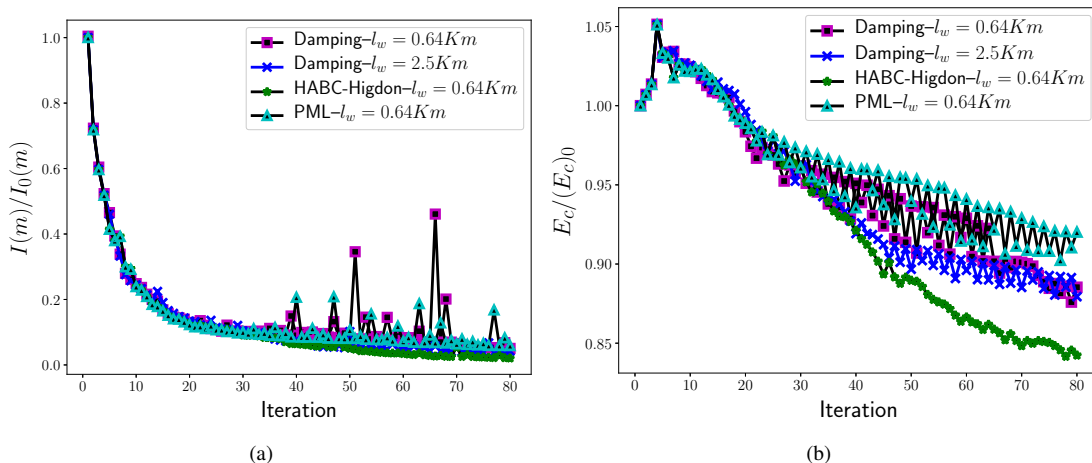 Damping–l_w = 0.64Km
Damping–l_w = 2.5Km
HABC-Higdon–l_w = 0.64Km
PML–l_w = 0.64Km
1.0
0.8
0.6
0.4
0.2
0.0
I(m)/I_0(m)
0 10 20 30 40 50 60 70 80
Iteration
(a)
Damping–l_w = 0.64Km
Damping–l_w = 2.5Km
HABC-Higdon–l_w = 0.64Km
PML–l_w = 0.64Km
1.05
1.00
0.95
0.90
0.85
E_c/(E_c)_0
0 10 20 30 40 50 60 70 80
Iteration
(b)